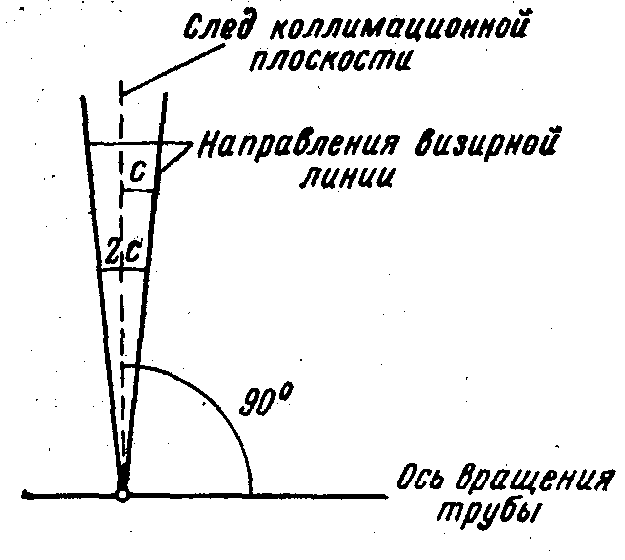 След коллимационной
плоскости
Направления визирной
линии
c
2c
90°
Ось вращения
трубы